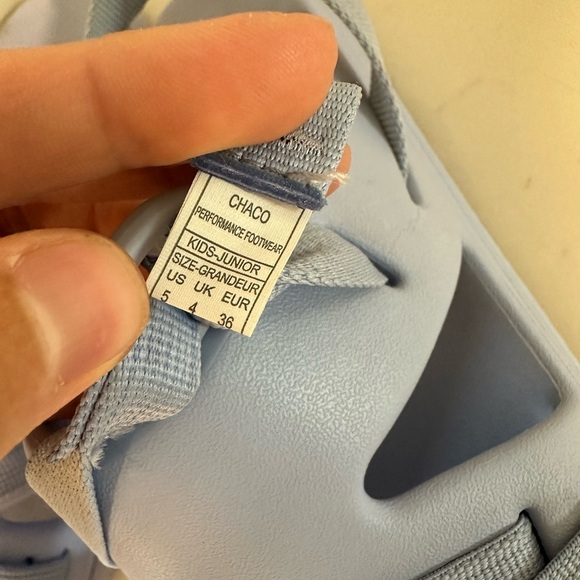 CHACO
PERFORMANCE FOOTWEAR
KIDS-JUNIOR
SIZE-GRANDEUR
US UK EUR
5 4 36